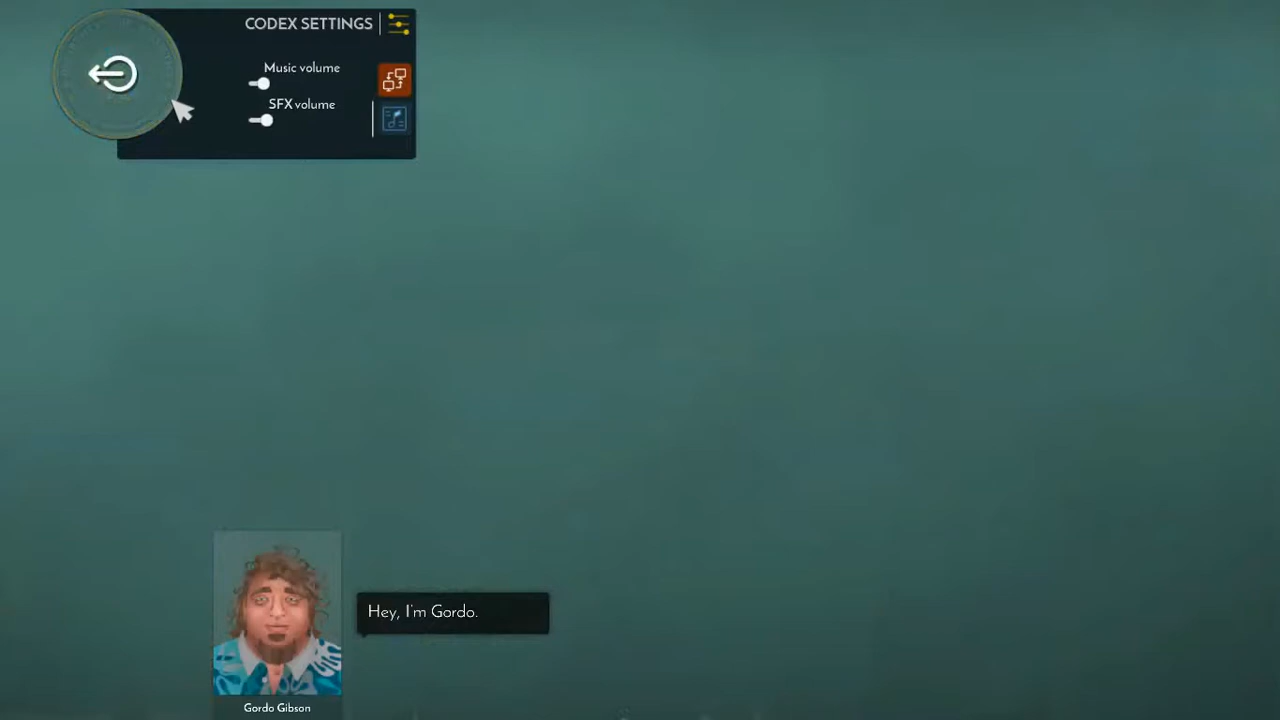 CODEX SETTINGS
Music volume
SFX volume
Hey, I'm Gordo.
Gordo Gibson